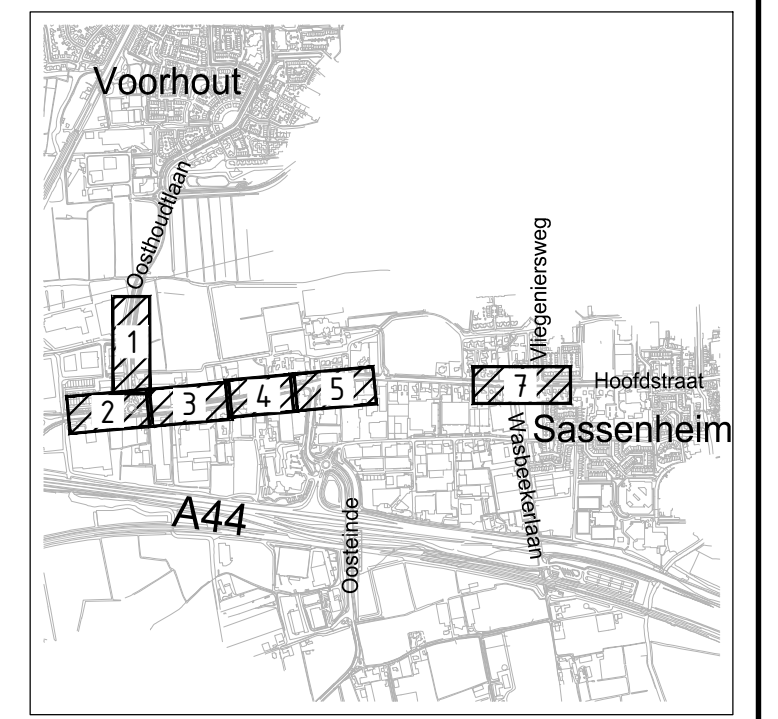 Voorhout
Oosthoudtlaan
Vliegeniersweg
1
2
3
4
5
7
Hoofdstraat
Sassenheim
Wasbeekerlaan
A44
Oosteinde